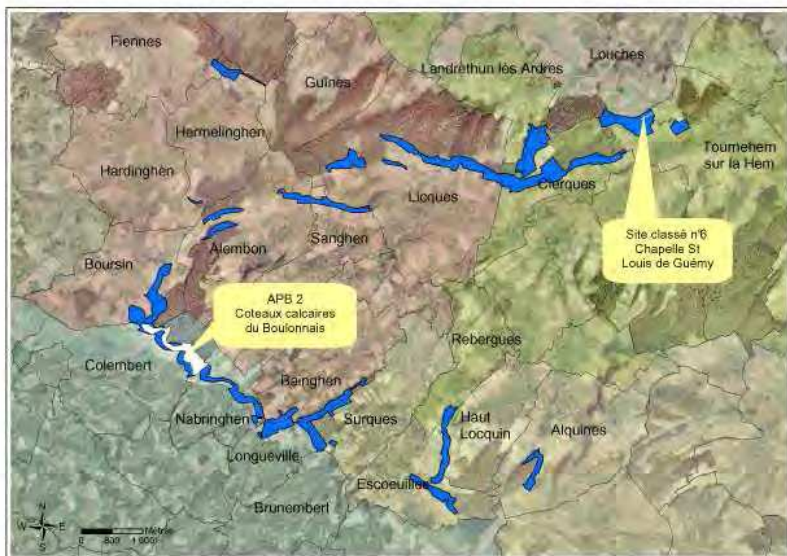 Fiennes
Guînes
Landrethun lès Ardres
Louches
Hermelinghen
Hardinghen
Tournehem
sur la Hem
Clerques
Licques
Sanghen
Alembon
Boursin
Site classé n°6
Chapelle St
Louis de Guémy
APB 2
Coteaux calcaires
du Boulonnais
Rebergues
Colembert
Bainghen
Nabringhen
Surques
Haut
Locquin
Alquines
Longueville
Escoeuilles
Brunembert
N
W
E
S
Mètres
0